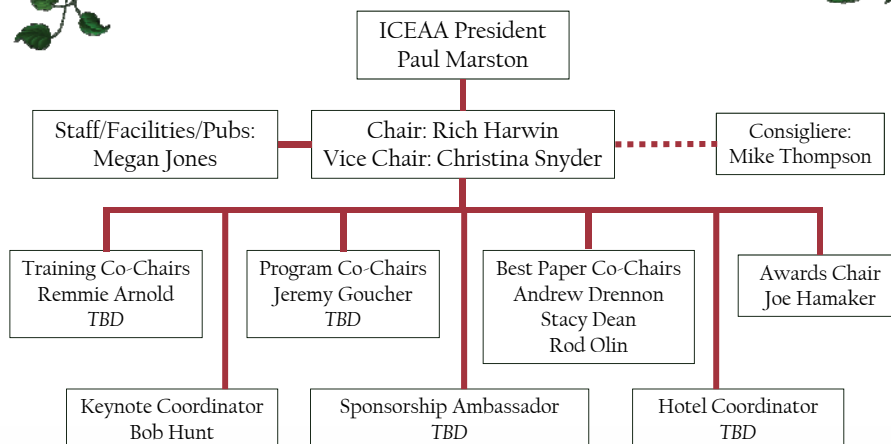 ICEAA President
Paul Marston
Staff/Facilities/Pubs:
Megan Jones
Chair: Rich Harwin
Vice Chair: Christina Snyder
Consigliere:
Mike Thompson
Training Co-Chairs
Remmie Arnold
TBD
Program Co-Chairs
Jeremy Goucher
TBD
Best Paper Co-Chairs
Andrew Drennon
Stacy Dean
Rod Olin
Awards Chair
Joe Hamaker
Keynote Coordinator
Bob Hunt
Sponsorship Ambassador
TBD
Hotel Coordinator
TBD